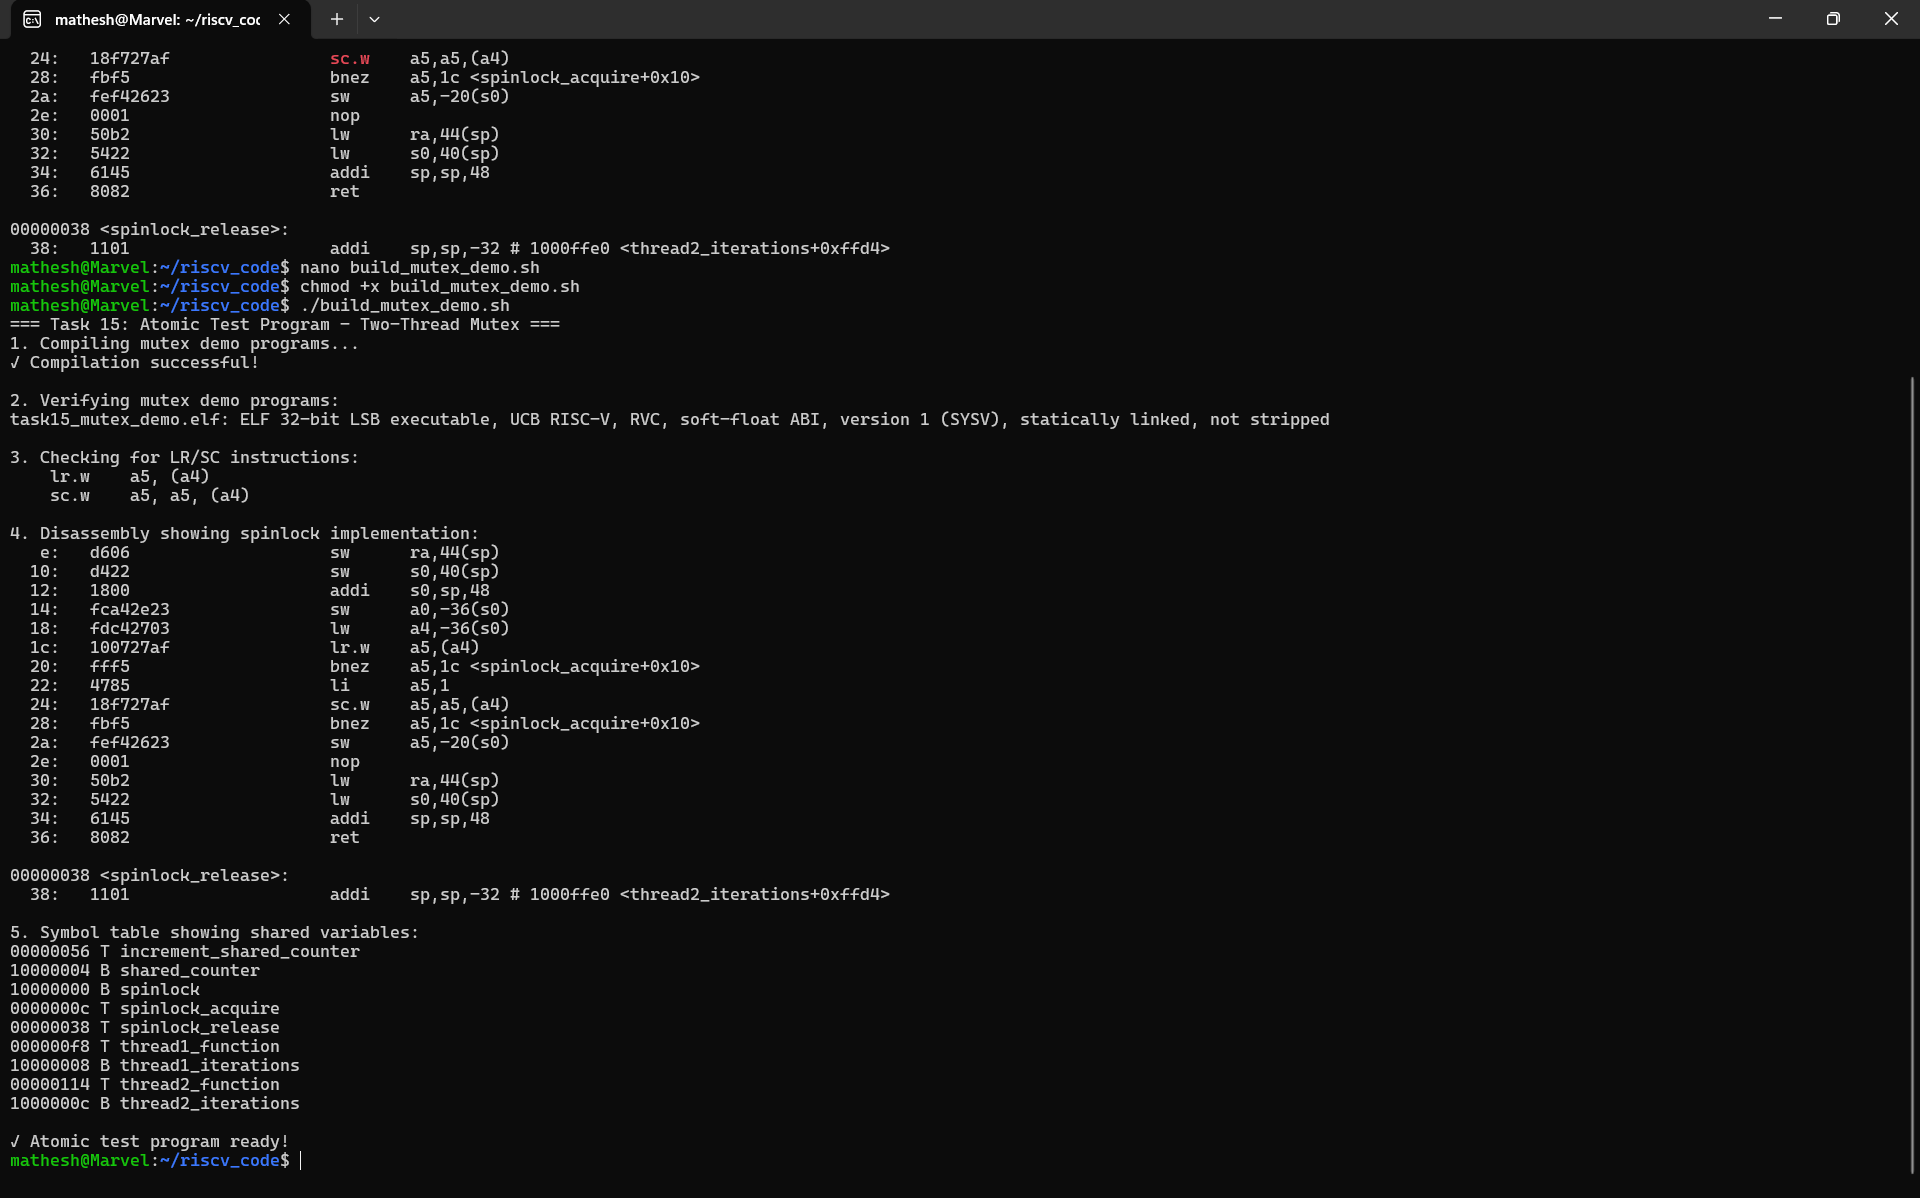 mathesh@Marvel: ~/riscv_coc
24: 18f727af sc.w a5,a5,(a4)
28: fbf5 bnez a5,1c <spinlock_acquire+0x10>
2a: fef42623 sw a5,-20(s0)
2e: 0001 nop
30: 50b2 lw ra,44(sp)
32: 5422 lw s0,40(sp)
34: 6145 addi sp,sp,48
36: 8082 ret
00000038 <spinlock_release>:
38: 1101 addi sp,sp,-32 # 1000ffe0 <thread2_iterations+0xffd4>
mathesh@Marvel:~/riscv_code$ nano build_mutex_demo.sh
mathesh@Marvel:~/riscv_code$ chmod +x build_mutex_demo.sh
mathesh@Marvel:~/riscv_code$ ./build_mutex_demo.sh
=== Task 15: Atomic Test Program - Two-Thread Mutex ===
1. Compiling mutex demo programs...
✓ Compilation successful!
2. Verifying mutex demo programs:
task15_mutex_demo.elf: ELF 32-bit LSB executable, UCB RISC-V, RVC, soft-float ABI, version 1 (SYSV), statically linked, not stripped
3. Checking for LR/SC instructions:
lr.w a5, (a4)
sc.w a5, a5, (a4)
4. Disassembly showing spinlock implementation:
e: d606 sw ra,44(sp)
10: d422 sw s0,40(sp)
12: 1800 addi s0,sp,48
14: fca42e23 sw a0,-36(s0)
18: fdc42703 lw a4,-36(s0)
1c: 100727af lr.w a5,(a4)
20: fff5 bnez a5,1c <spinlock_acquire+0x10>
22: 4785 li a5,1
24: 18f727af sc.w a5,a5,(a4)
28: fbf5 bnez a5,1c <spinlock_acquire+0x10>
2a: fef42623 sw a5,-20(s0)
2e: 0001 nop
30: 50b2 lw ra,44(sp)
32: 5422 lw s0,40(sp)
34: 6145 addi sp,sp,48
36: 8082 ret
00000038 <spinlock_release>:
38: 1101 addi sp,sp,-32 # 1000ffe0 <thread2_iterations+0xffd4>
5. Symbol table showing shared variables:
00000056 T increment_shared_counter
10000004 B shared_counter
10000000 B spinlock
0000000c T spinlock_acquire
00000038 T spinlock_release
000000f8 T thread1_function
10000008 B thread1_iterations
00000114 T thread2_function
1000000c B thread2_iterations
✓ Atomic test program ready!
mathesh@Marvel:~/riscv_code$